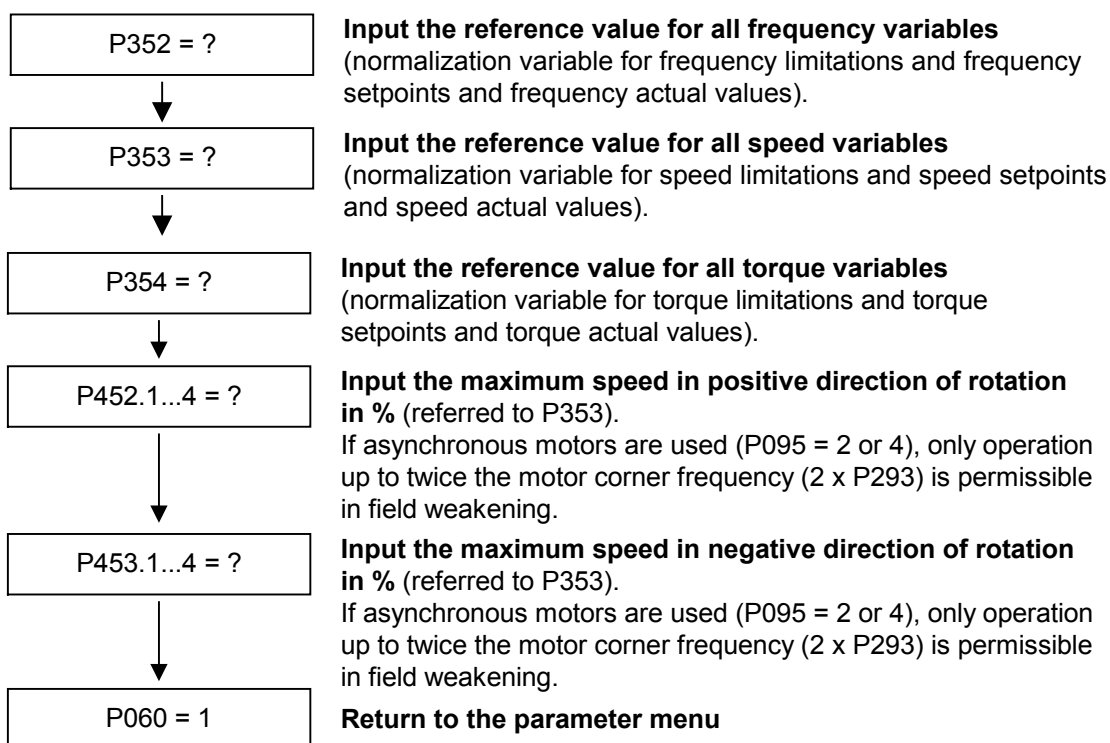 P352 = ?
Input the reference value for all frequency variables
(normalization variable for frequency limitations and frequency
setpoints and frequency actual values).
P353 = ?
Input the reference value for all speed variables
(normalization variable for speed limitations and speed setpoints
and speed actual values).
P354 = ?
Input the reference value for all torque variables
(normalization variable for torque limitations and torque
setpoints and torque actual values).
P452.1...4 = ?
Input the maximum speed in positive direction of rotation
in % (referred to P353).
If asynchronous motors are used (P095 = 2 or 4), only operation
up to twice the motor corner frequency (2 x P293) is permissible
in field weakening.
P453.1...4 = ?
Input the maximum speed in negative direction of rotation
in % (referred to P353).
If asynchronous motors are used (P095 = 2 or 4), only operation
up to twice the motor corner frequency (2 x P293) is permissible
in field weakening.
P060 = 1
Return to the parameter menu